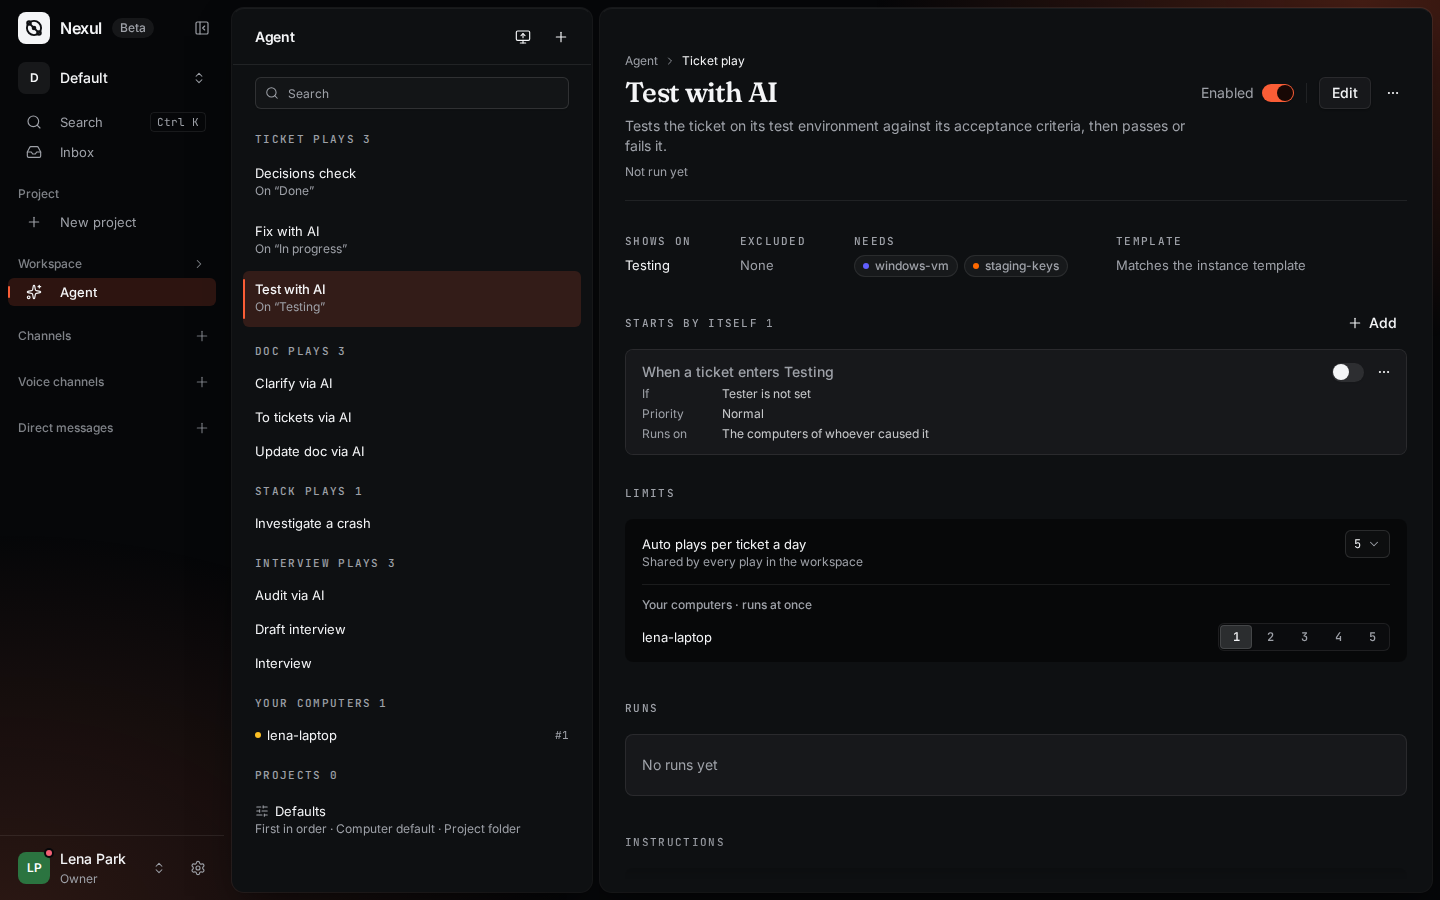 Nexul
Beta
D
Default
Search
Ctrl K
Inbox
Project
New project
Workspace
Agent
Channels
Voice channels
Direct messages
LP
Lena Park
Owner
Agent
Search
TICKET PLAYS 3
Decisions check
On “Done”
Fix with AI
On “In progress”
Test with AI
On “Testing”
DOC PLAYS 3
Clarify via AI
To tickets via AI
Update doc via AI
STACK PLAYS 1
Investigate a crash
INTERVIEW PLAYS 3
Audit via AI
Draft interview
Interview
YOUR COMPUTERS 1
lena-laptop
#1
PROJECTS 0
Defaults
First in order · Computer default · Project folder
Agent
Ticket play
Test with AI
Enabled
Edit
Tests the ticket on its test environment against its acceptance criteria, then passes or
fails it.
Not run yet
SHOWS ON
EXCLUDED
NEEDS
TEMPLATE
Testing
None
windows-vm
staging-keys
Matches the instance template
STARTS BY ITSELF 1
Add
When a ticket enters Testing
If
Tester is not set
Priority
Normal
Runs on
The computers of whoever caused it
LIMITS
Auto plays per ticket a day
5
Shared by every play in the workspace
Your computers · runs at once
lena-laptop
1 2 3 4 5
RUNS
No runs yet
INSTRUCTIONS